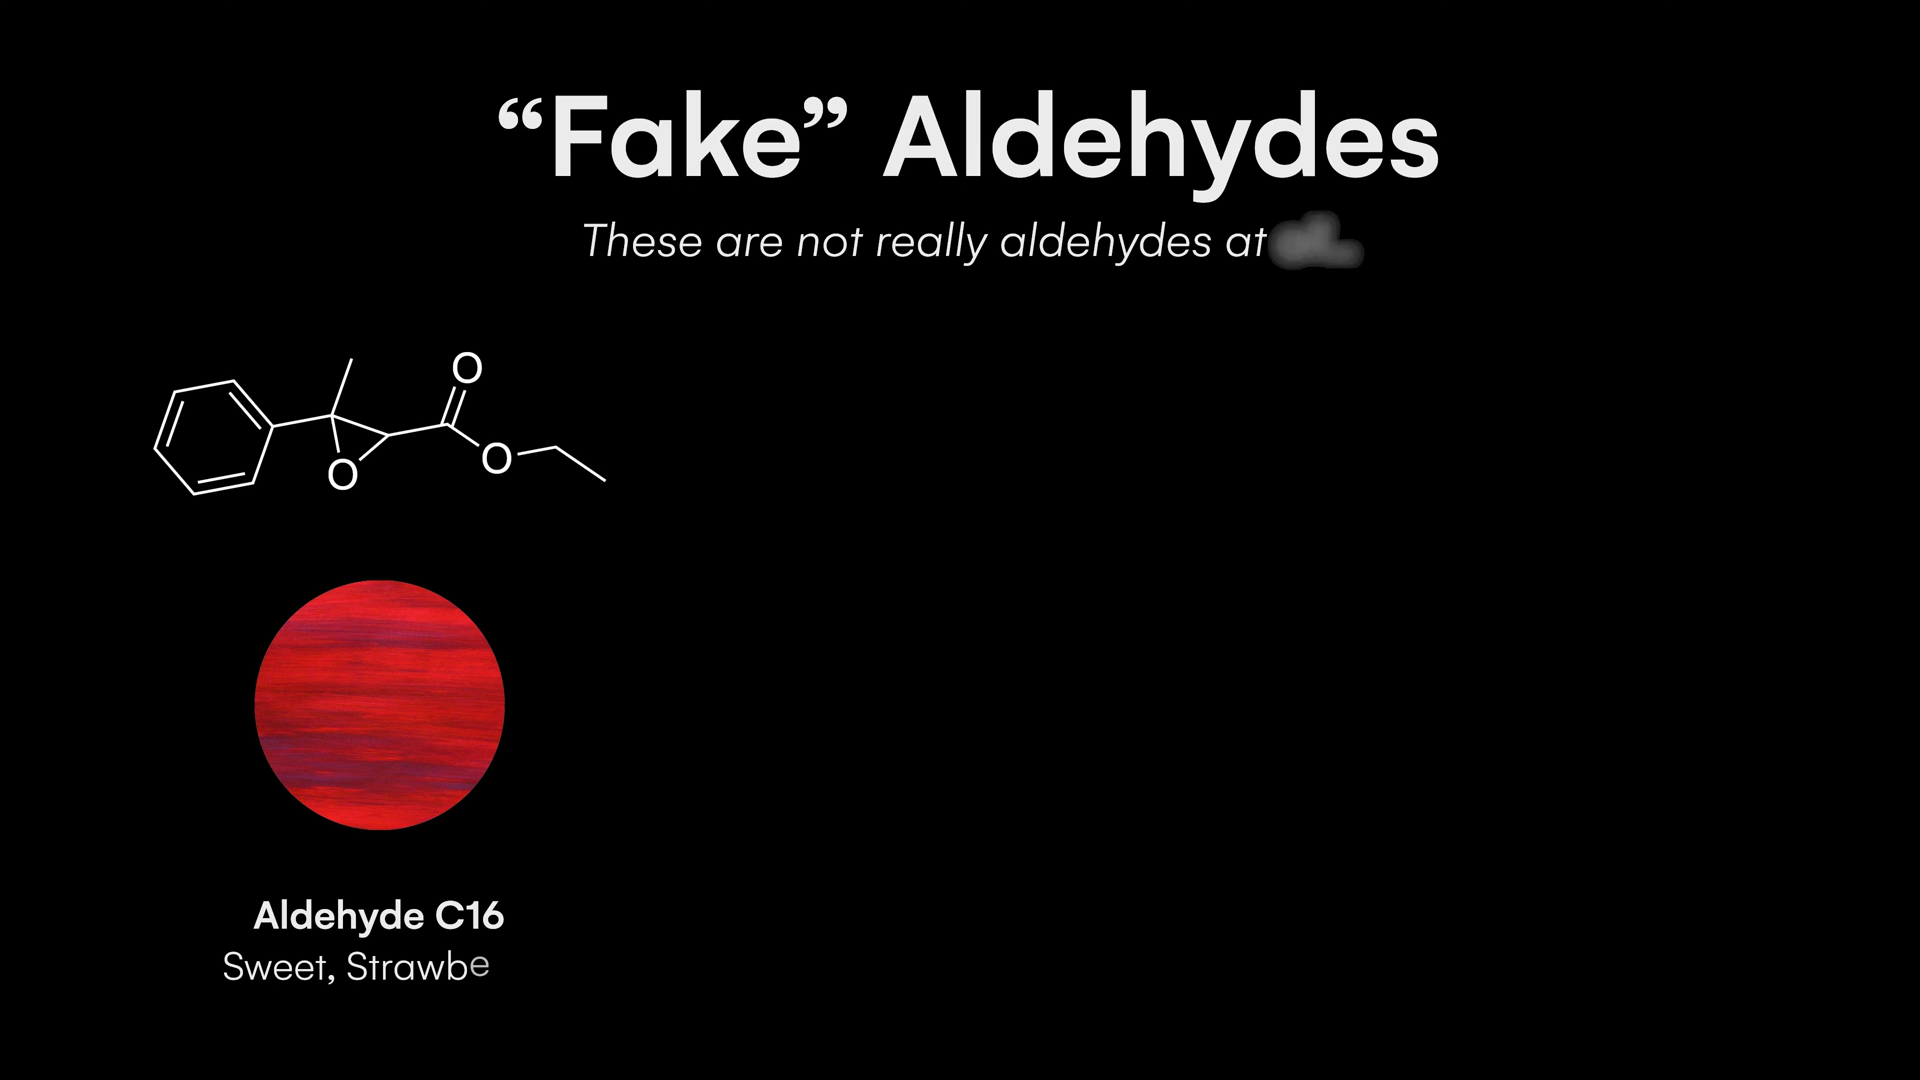 “Fake” Aldehydes
These are not really aldehydes at
O
O
O
Aldehyde C16
Sweet, Strawbe